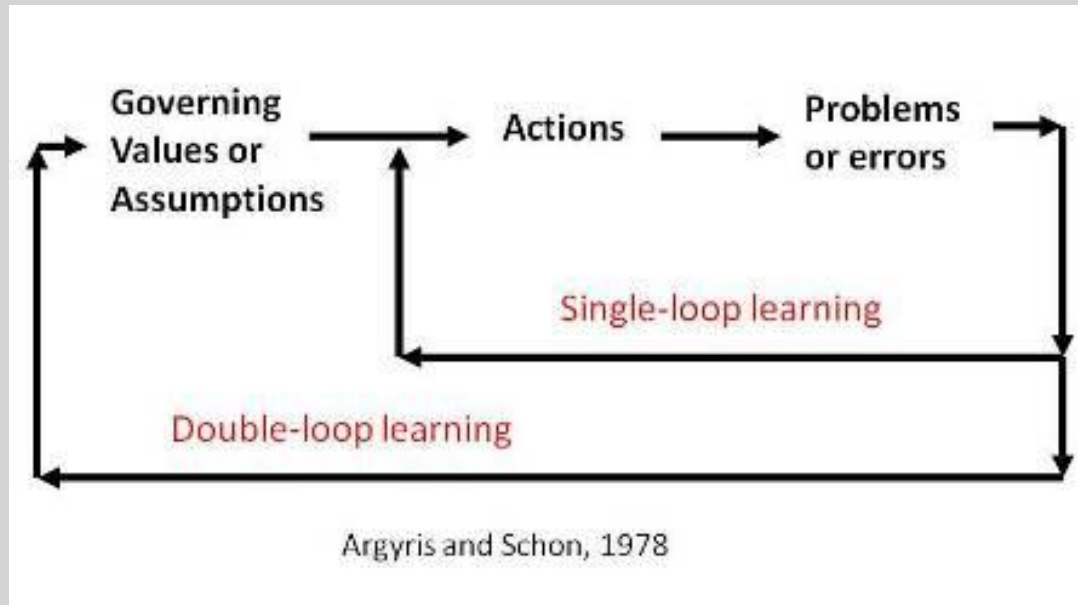 Governing
Values or
Assumptions
Actions
Problems
or errors
Single-loop learning
Double-loop learning
Argyris and Schon, 1978